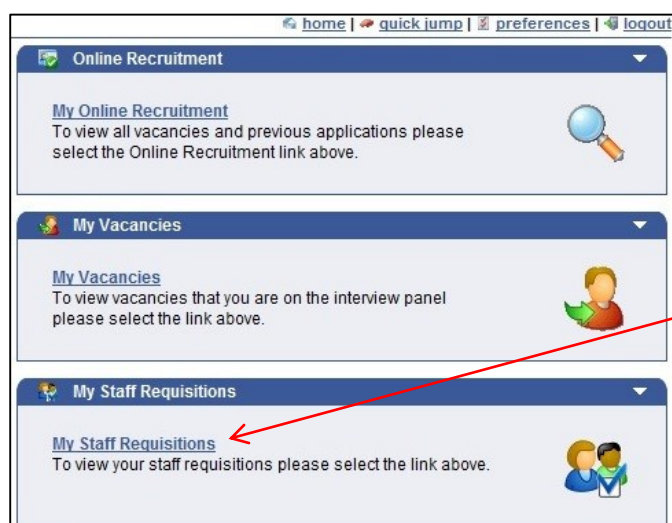 home | quick jump | preferences | logout
Online Recruitment
My Online Recruitment
To view all vacancies and previous applications please
select the Online Recruitment link above.
My Vacancies
My Vacancies
To view vacancies that you are on the interview panel
please select the link above.
My Staff Requisitions
My Staff Requisitions
To view your staff requisitions please select the link above.